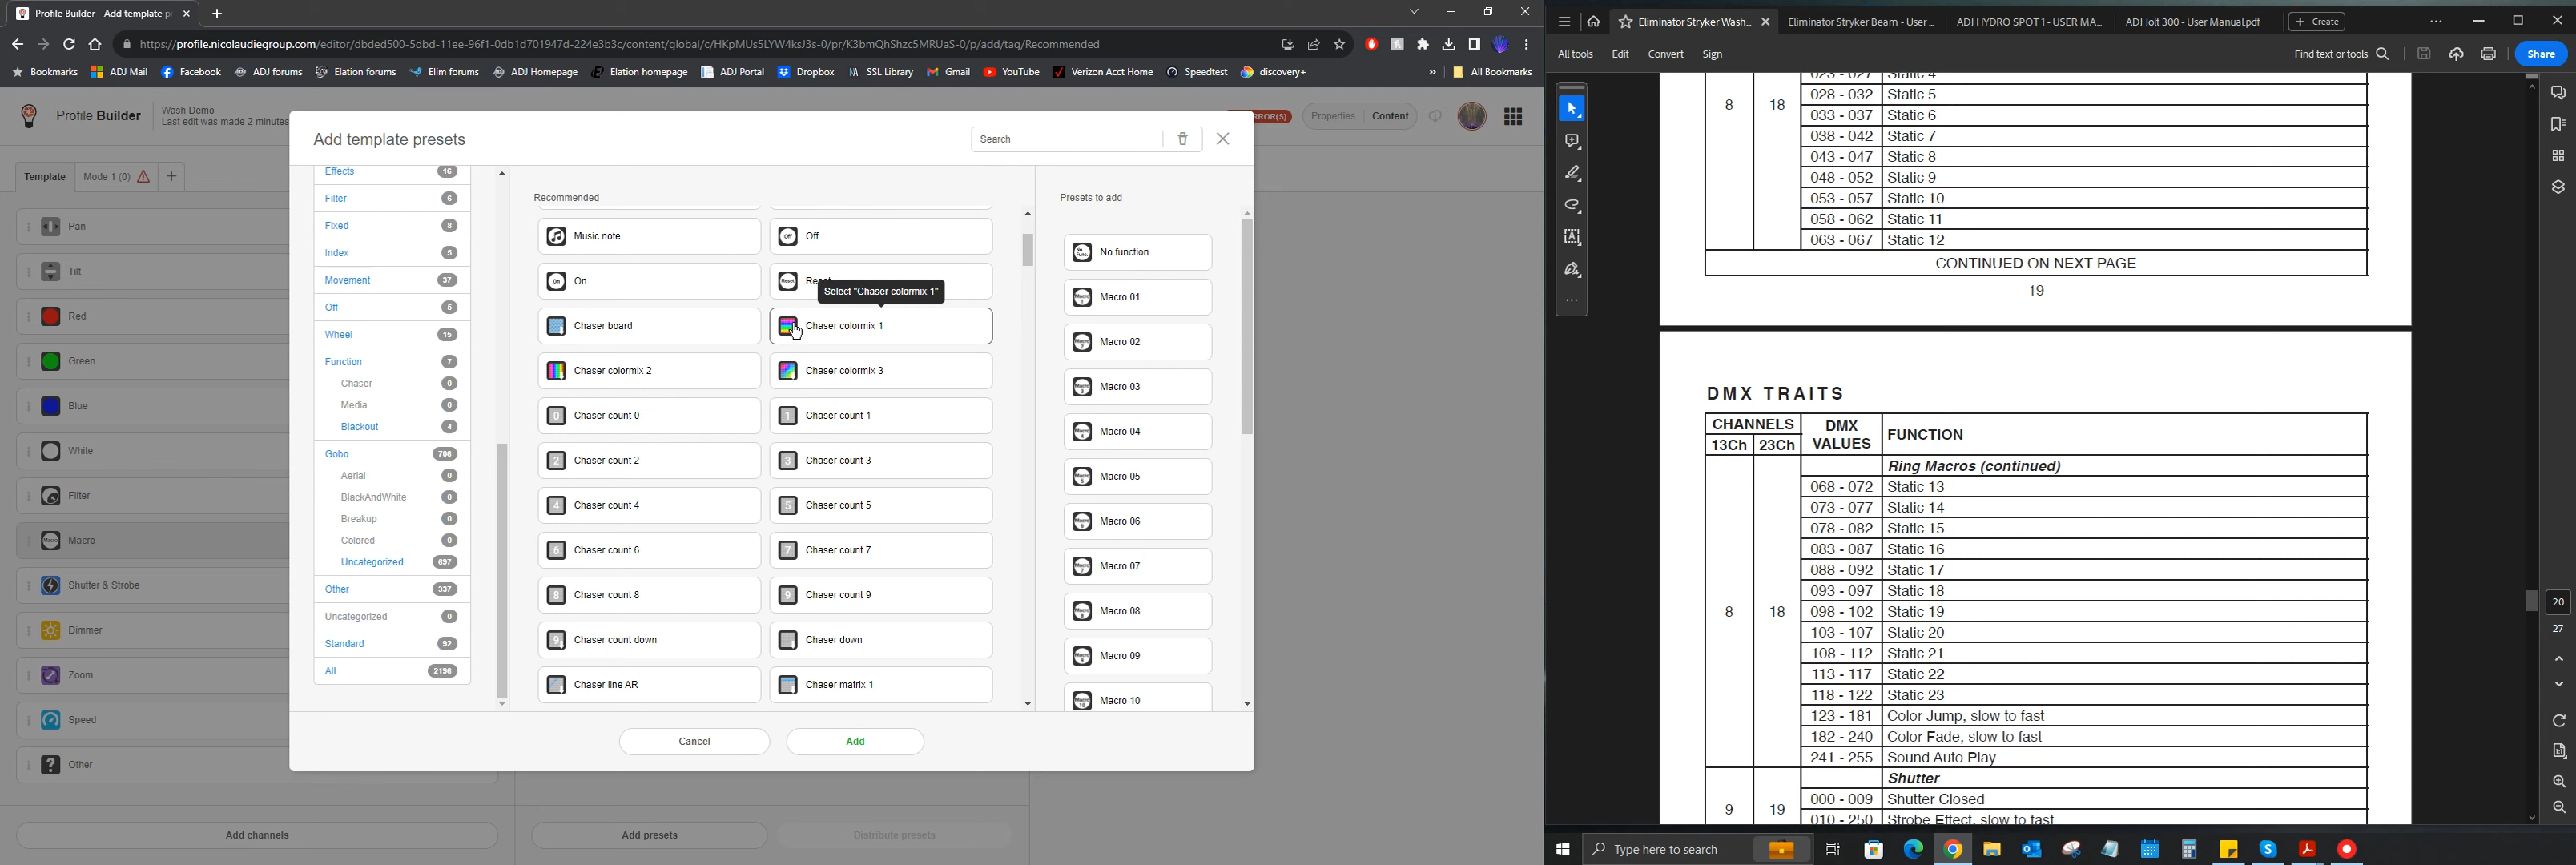 Profile Builder - Add template p
https://profile.nicolaudiegroup.com/editor/dbded500-5dbd-11ee-96f1-0db1d701947d-224e3b3c/content/global/c/HKpMUs5LYW4ksJ3s-0/pr/K3bmQhShzc5MRUaS-0/p/add/tag/Recommended
Bookmarks ADJ Mail Facebook ADJ forums Elation forums Elim forums ADJ Homepage Elation homepage ADJ Portal Dropbox SSL Library Gmail YouTube Verizon Acct Home Speedtest discovery+ » All Bookmarks
Profile Builder
Wash Demo
Last edit was made 2 minutes
RROR(S)
Properties Content
Template Mode 1 (0) +
Pan
Tilt
Red
Green
Blue
White
Filter
Macro
Shutter & Strobe
Dimmer
Zoom
Speed
Other
Add channels
Add presets
Distribute presets
Add template presets
Search
Effects 16
Filter 6
Fixed 8
Index 5
Movement 37
Off 5
Wheel 15
Function 7
Chaser 0
Media 0
Blackout 4
Gobo 706
Aerial 0
BlackAndWhite 0
Breakup 0
Colored 0
Uncategorized 697
Other 337
Uncategorized 0
Standard 92
All 2196
Recommended
Music note
Off
On
Reset
Select "Chaser colormix 1"
Chaser board
Chaser colormix 1
Chaser colormix 2
Chaser colormix 3
Chaser count 0
Chaser count 1
Chaser count 2
Chaser count 3
Chaser count 4
Chaser count 5
Chaser count 6
Chaser count 7
Chaser count 8
Chaser count 9
Chaser count down
Chaser down
Chaser line AR
Chaser matrix 1
Presets to add
No function
Macro 01
Macro 02
Macro 03
Macro 04
Macro 05
Macro 06
Macro 07
Macro 08
Macro 09
Macro 10
Cancel
Add
Eliminator Stryker Wash...
Eliminator Stryker Beam - User ...
ADJ HYDRO SPOT 1 - USER MA...
ADJ Jolt 300 - User Manual.pdf
+ Create
All tools Edit Convert Sign
Find text or tools
Share
023 - 027 Static 4
8 18 028 - 032 Static 5
033 - 037 Static 6
038 - 042 Static 7
043 - 047 Static 8
048 - 052 Static 9
053 - 057 Static 10
058 - 062 Static 11
063 - 067 Static 12
CONTINUED ON NEXT PAGE
19
DMX TRAITS
CHANNELS
13Ch 23Ch
DMX VALUES
FUNCTION
Ring Macros (continued)
068 - 072 Static 13
073 - 077 Static 14
078 - 082 Static 15
083 - 087 Static 16
088 - 092 Static 17
093 - 097 Static 18
8 18 098 - 102 Static 19
103 - 107 Static 20
108 - 112 Static 21
113 - 117 Static 22
118 - 122 Static 23
123 - 181 Color Jump, slow to fast
182 - 240 Color Fade, slow to fast
241 - 255 Sound Auto Play
Shutter
000 - 009 Shutter Closed
9 19
010 - 250 Strobe Effect, slow to fast
20
27
Type here to search